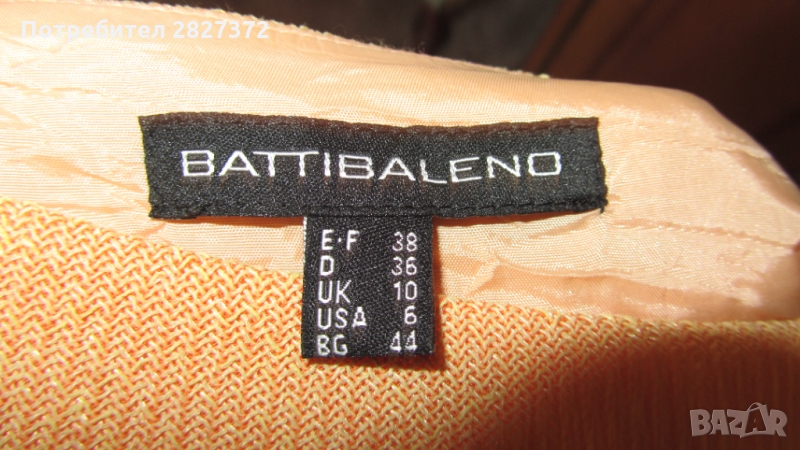 Потребител 2827372
BATTIBALENO
E·F 38
D 36
UK 10
USA 6
BG 44
BAZAR